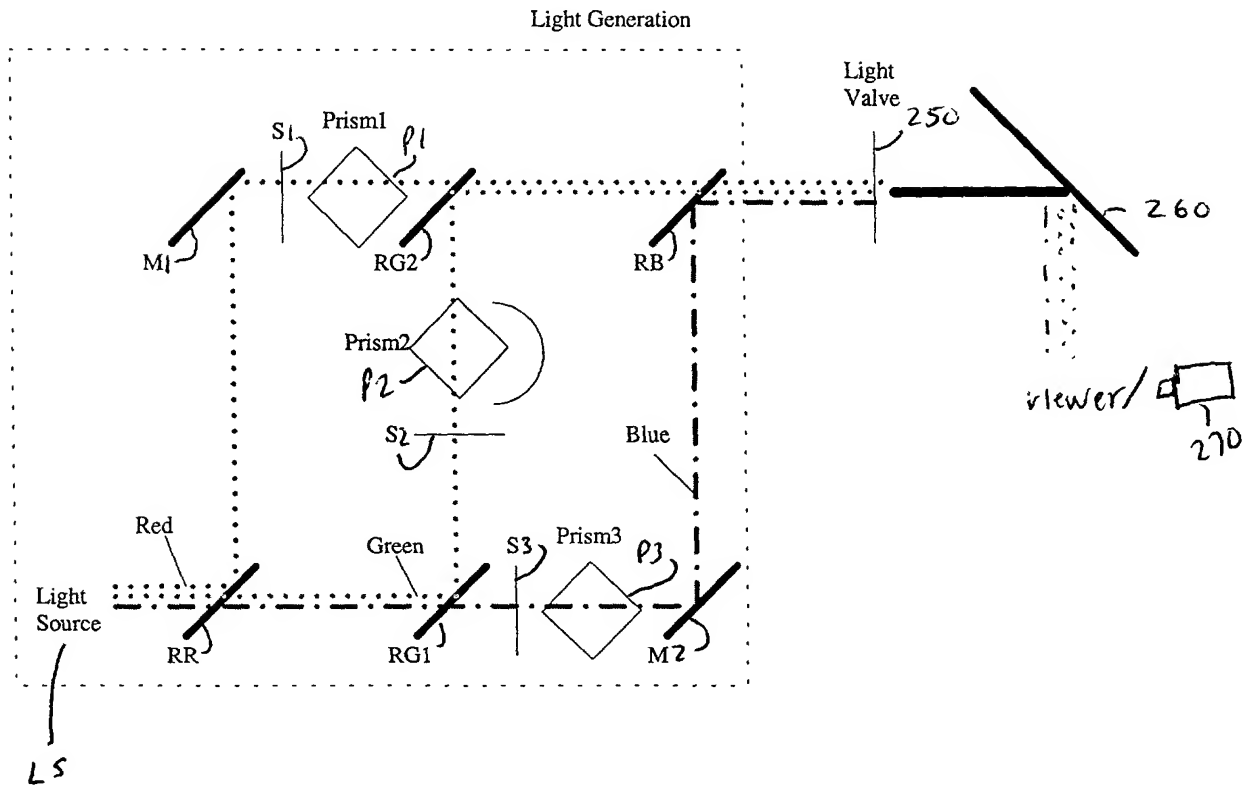 Light Generation
Light
Valve
250
S1
Prism1
P1
260
M1
RG2
RB
Prism2
P2
viewer/
270
S2
Blue
Red
Green
S3
Prism3
P3
Light
Source
RR
RG1
M2
LS